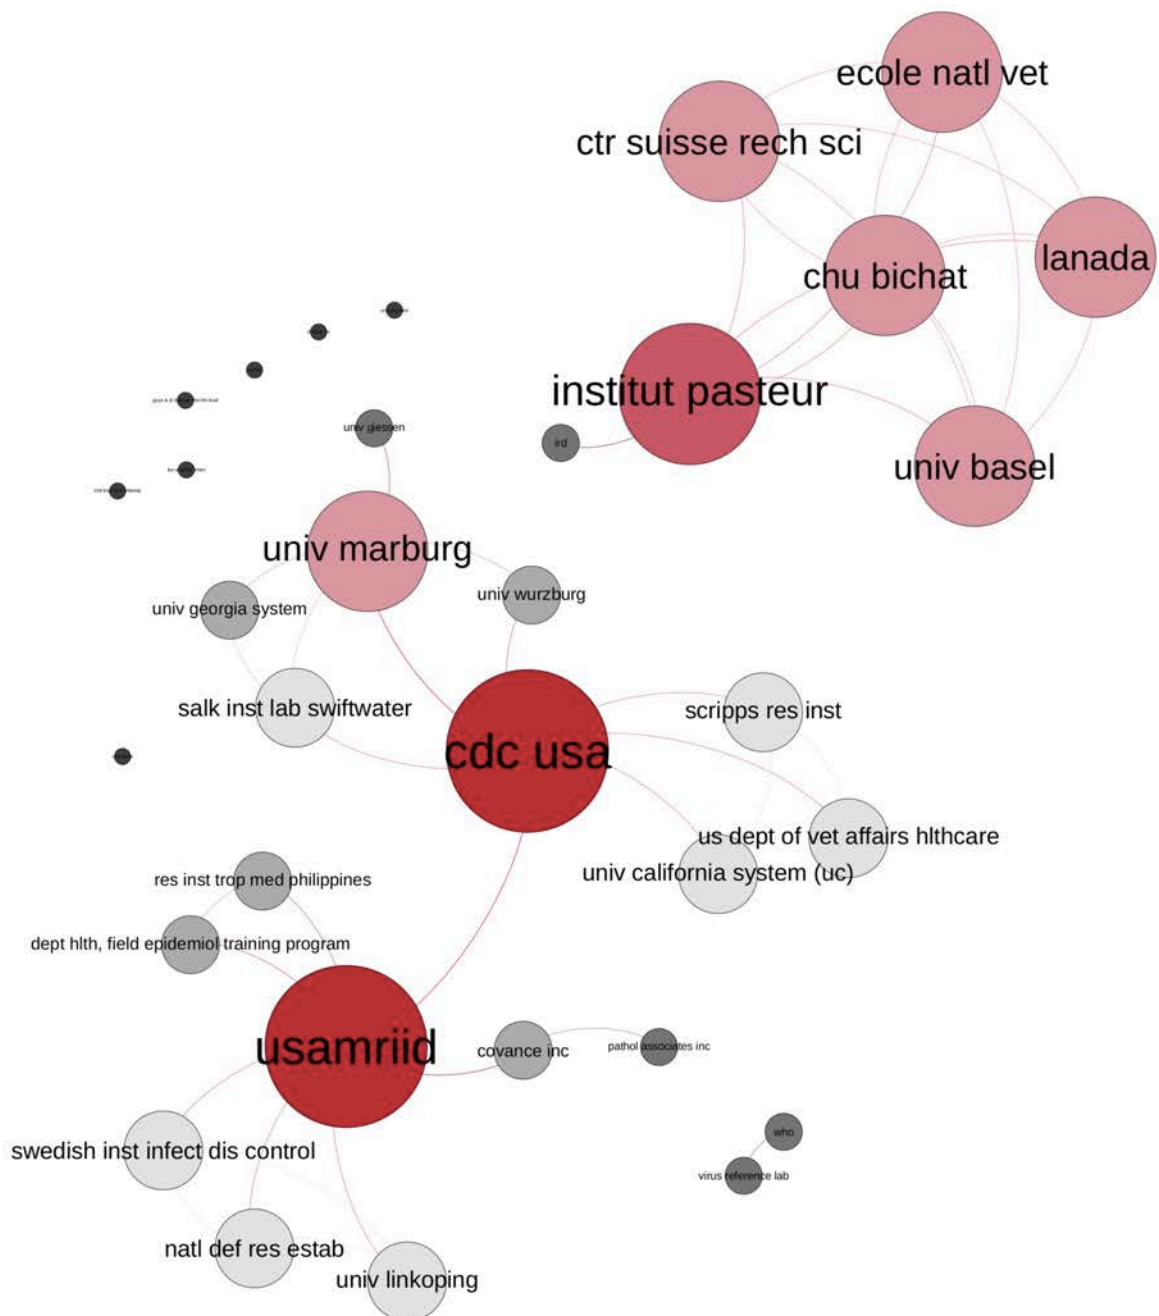 ecole natl vet
ctr suisse rech sci
lanada
chu bichat
institut pasteur
univ giessen
ird
univ basel
univ marburg
univ wurzburg
univ georgia system
salk inst lab swiftwater
scripps res inst
cdc usa
us dept of vet affairs hlthcare
univ california system (uc)
res inst trop med philippines
dept hlth, field epidemiol training program
usamriid
covance inc
pathol associates inc
who
swedish inst infect dis control
virus reference lab
natl def res estab
univ linkoping